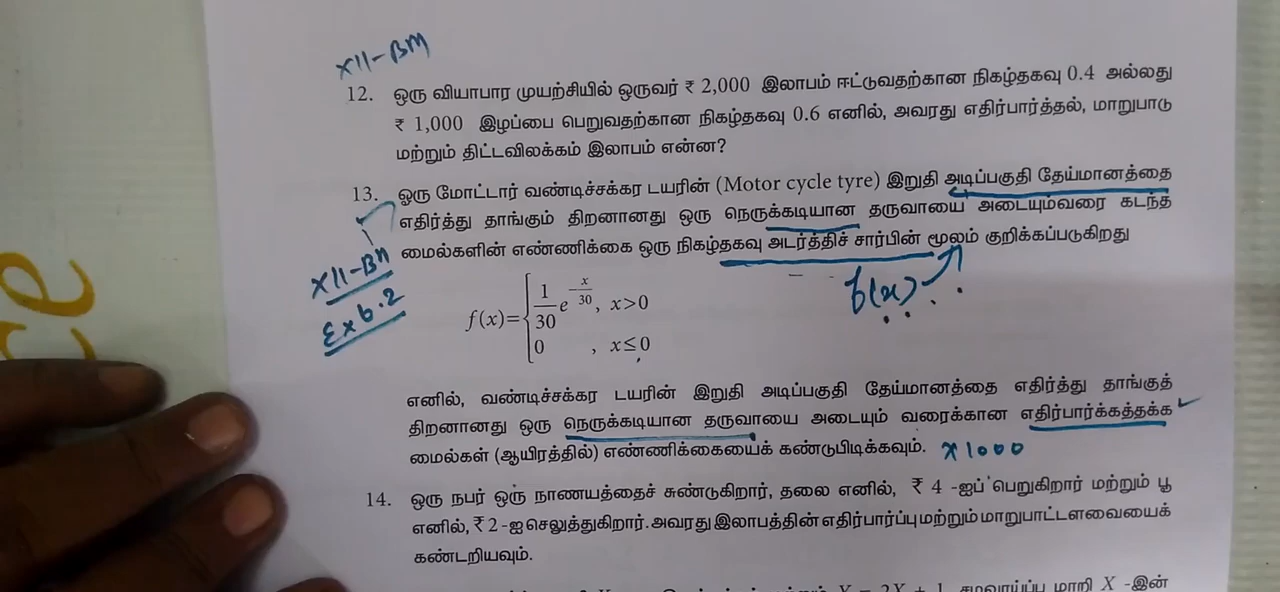 XII-BM
12. ஒரு வியாபார முயற்சியில் ஒருவர் ₹ 2,000 இலாபம் ஈட்டுவதற்கான நிகழ்தகவு 0.4 அல்லது
₹ 1,000 இழப்பை பெறுவதற்கான நிகழ்தகவு 0.6 எனில், அவரது எதிர்பார்த்தல், மாறுபாடு
மற்றும் திட்டவிலக்கம் இலாபம் என்ன?
13. ஓரு மோட்டார் வண்டிச்சக்கர டயரின் (Motor cycle tyre) இறுதி அடிப்பகுதி தேய்மானத்தை
எதிர்த்து தாங்கும் திறனானது ஒரு நெருக்கடியான தருவாயை அடையும்வரை கடந்த
மைல்களின் எண்ணிக்கை ஒரு நிகழ்தகவு அடர்த்திச் சார்பின் மூலம் குறிக்கப்படுகிறது
XII-BM
Ex 6.2
f(x)
f(x)= { 1/30 e^(-x/30), x>0
0 , x≤0
எனில், வண்டிச்சக்கர டயரின் இறுதி அடிப்பகுதி தேய்மானத்தை எதிர்த்து தாங்குத்
திறனானது ஒரு நெருக்கடியான தருவாயை அடையும் வரைக்கான எதிர்பார்க்கத்தக்க
மைல்கள் (ஆயிரத்தில்) எண்ணிக்கையைக் கண்டுபிடிக்கவும். x 1000
14. ஒரு நபர் ஒரு நாணயத்தைச் சுண்டுகிறார், தலை எனில், ₹ 4 -ஐப் பெறுகிறார் மற்றும் பூ
எனில், ₹ 2 -ஐ செலுத்துகிறார். அவரது இலாபத்தின் எதிர்பார்ப்பு மற்றும் மாறுபாட்டளவையைக்
கண்டறியவும்.
சமவாய்ப்பு மாறி X -இன்